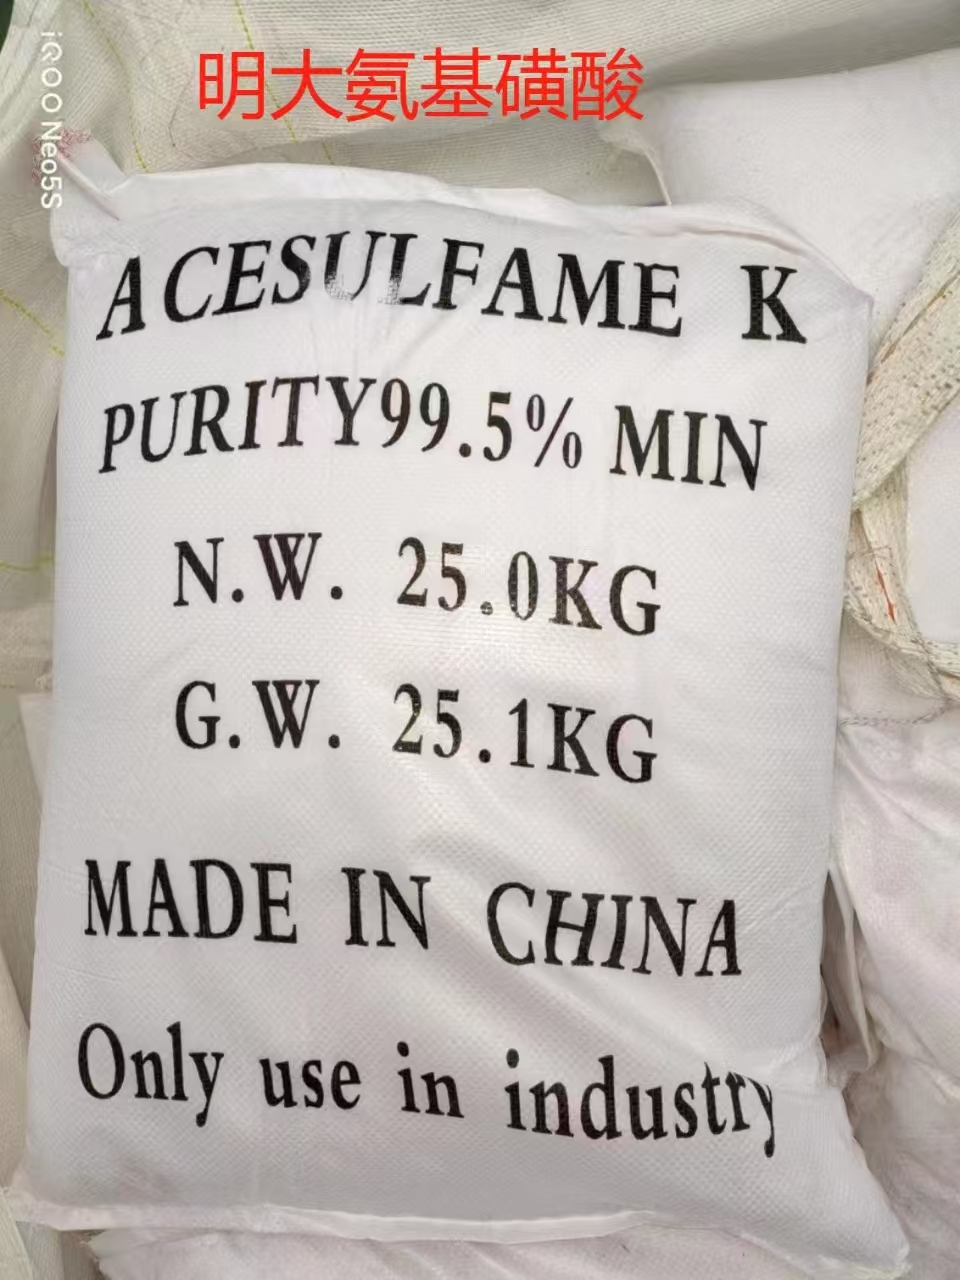 明大氨基磺酸
iQOO Neo5S
ACESULFAME K
PURITY99.5% MIN
N.W. 25.0KG
G.W. 25.1KG
MADE IN CHINA
Only use in industry